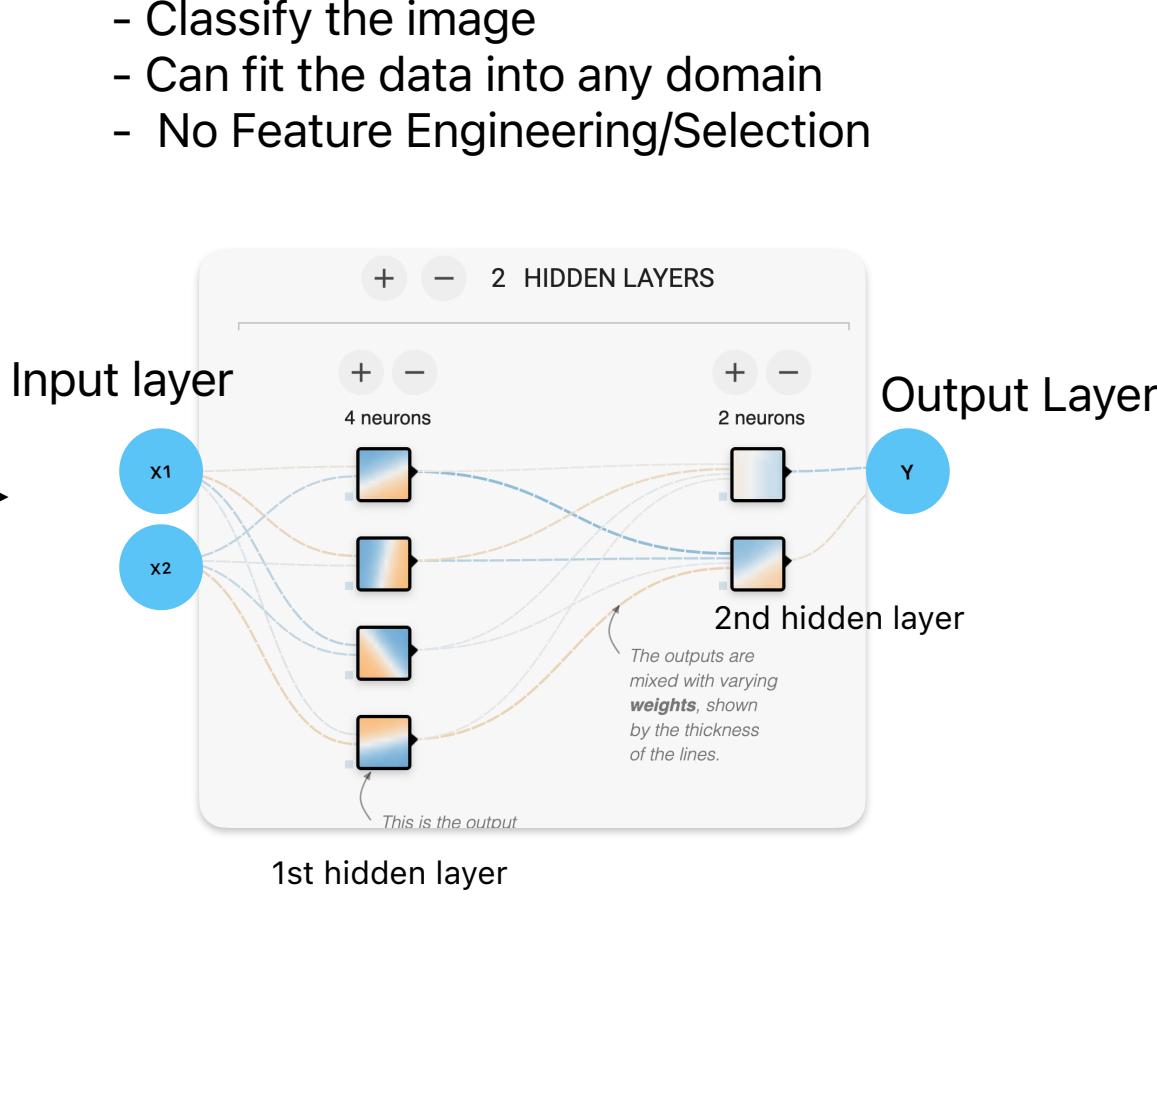 - Classify the image
- Can fit the data into any domain
- No Feature Engineering/Selection
+ − 2 HIDDEN LAYERS
Input layer
+ −
+ −
Output Layer
4 neurons
2 neurons
X1
Y
X2
2nd hidden layer
The outputs are
mixed with varying
weights, shown
by the thickness
of the lines.
This is the output
1st hidden layer